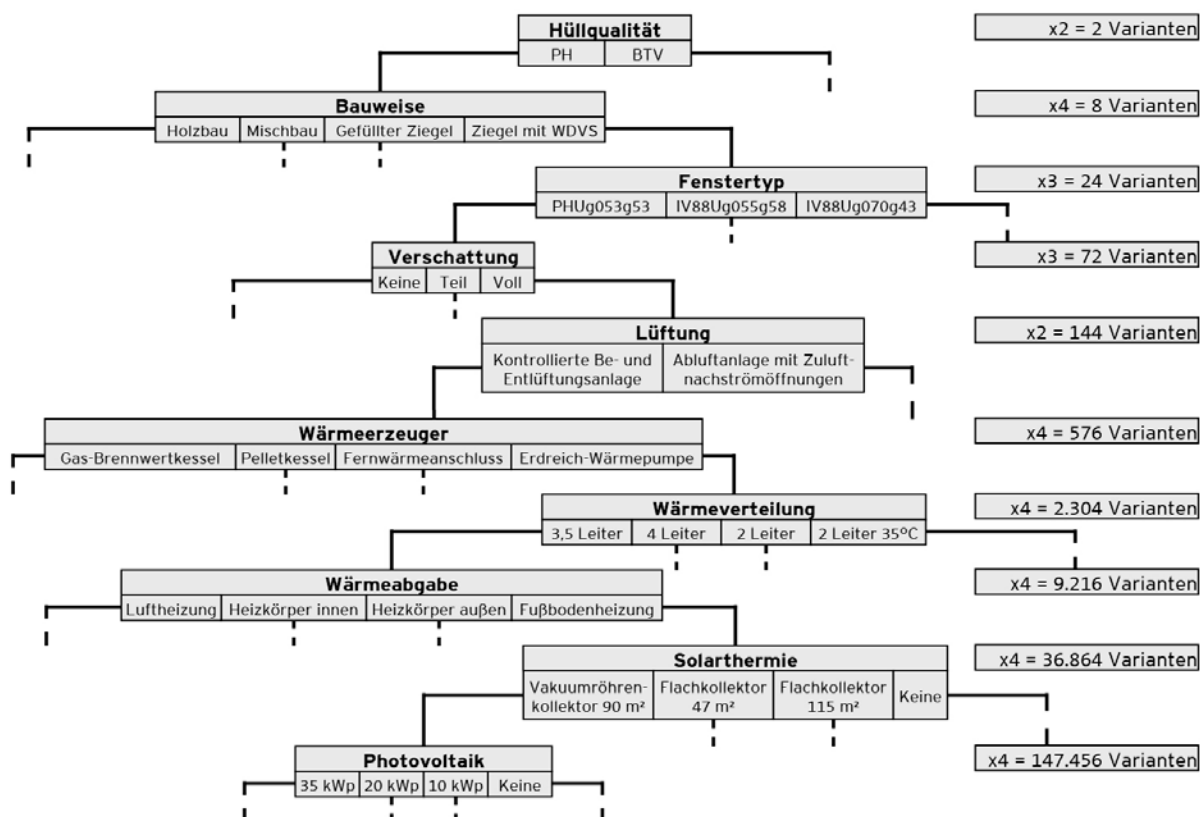 Hüllqualität
PH BTV
x2 = 2 Varianten
Bauweise
Holzbau Mischbau Gefüllter Ziegel Ziegel mit WDVS
x4 = 8 Varianten
Fenstertyp
PHUg053g53 IV88Ug055g58 IV88Ug070g43
x3 = 24 Varianten
Verschattung
Keine Teil Voll
x3 = 72 Varianten
Lüftung
Kontrollierte Be- und
Entlüftungsanlage
Abluftanlage mit Zuluft-
nachströmöffnungen
x2 = 144 Varianten
Wärmeerzeuger
Gas-Brennwertkessel Pelletkessel Fernwärmeanschluss Erdreich-Wärmepumpe
x4 = 576 Varianten
Wärmeverteilung
3,5 Leiter 4 Leiter 2 Leiter 2 Leiter 35ºC
x4 = 2.304 Varianten
Wärmeabgabe
Luftheizung Heizkörper innen Heizkörper außen Fußbodenheizung
x4 = 9.216 Varianten
Solarthermie
Vakuumröhren-
kollektor 90 m²
Flachkollektor
47 m²
Flachkollektor
115 m²
Keine
x4 = 36.864 Varianten
Photovoltaik
35 kWp 20 kWp 10 kWp Keine
x4 = 147.456 Varianten